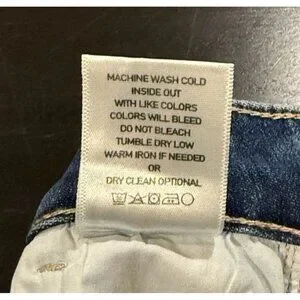 MACHINE WASH COLD
INSIDE OUT
WITH LIKE COLORS
COLORS WILL BLEED
DO NOT BLEACH
TUMBLE DRY LOW
WARM IRON IF NEEDED
OR
DRY CLEAN OPTIONAL